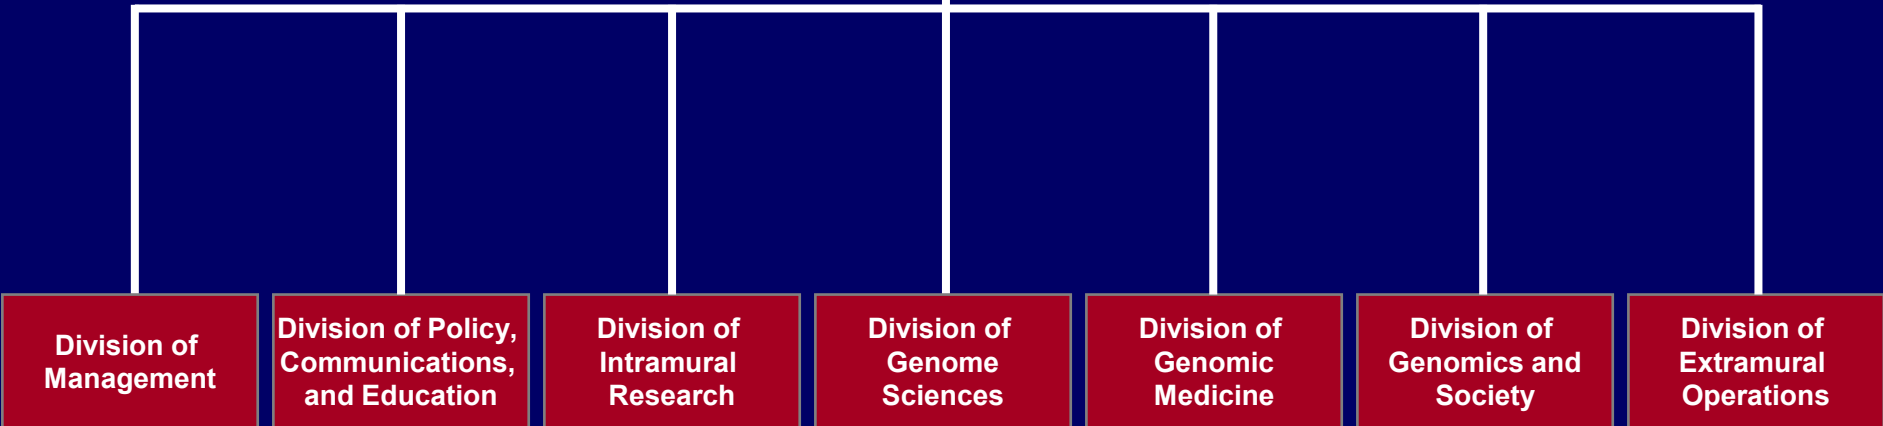 Division of
Management
Division of Policy,
Communications,
and Education
Division of
Intramural
Research
Division of
Genome
Sciences
Division of
Genomic
Medicine
Division of
Genomics and
Society
Division of
Extramural
Operations